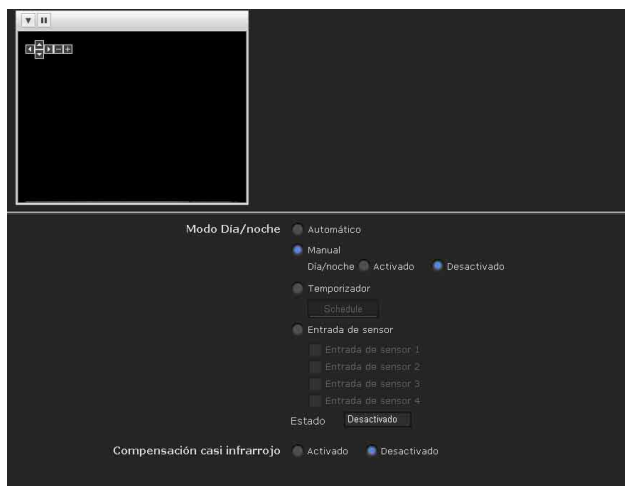 Modo Día/noche Automático
Manual
Día/noche Activado Desactivado
Temporizador
Schedule
Entrada de sensor
Entrada de sensor 1
Entrada de sensor 2
Entrada de sensor 3
Entrada de sensor 4
Estado Desactivado
Compensación casi infrarrojo Activado Desactivado